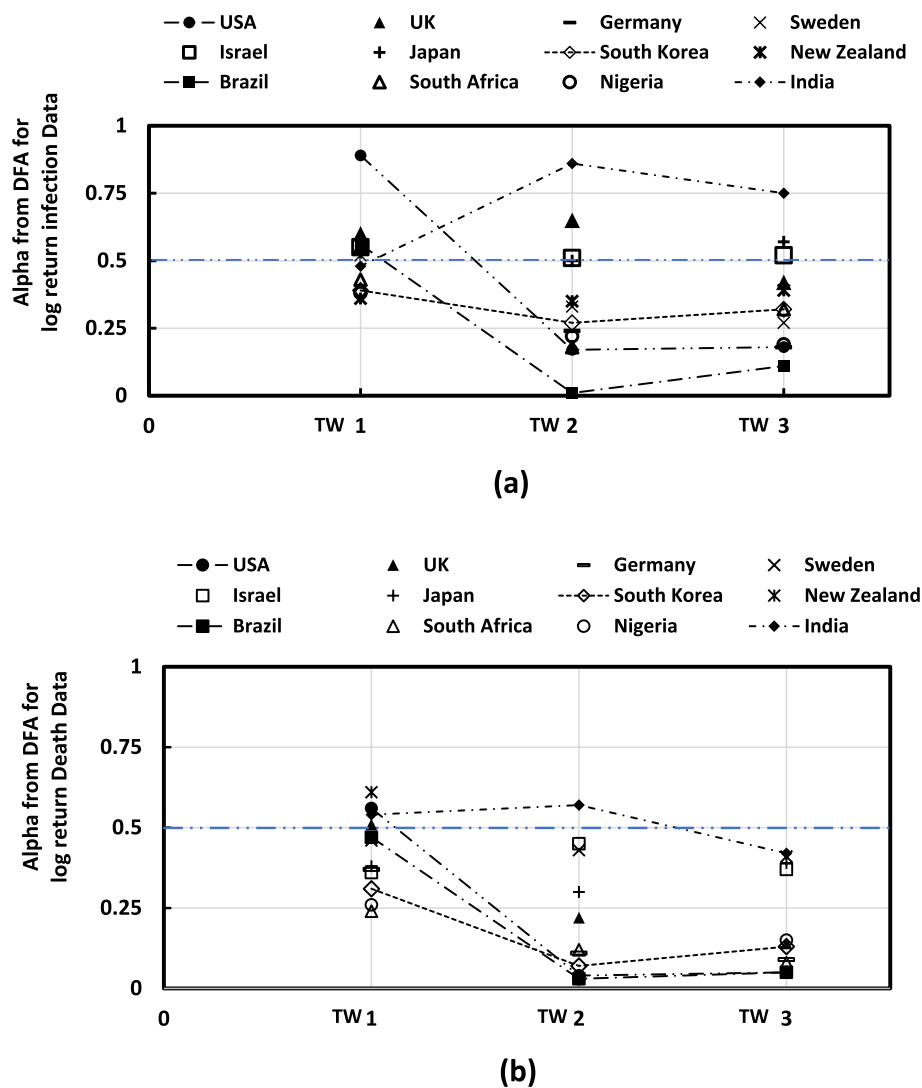 USA UK Germany Sweden
Israel Japan South Korea New Zealand
Brazil South Africa Nigeria India
Alpha from DFA for
log return infection Data
1
0.75
0.5
0.25
0
0 TW 1 TW 2 TW 3
(a)
USA UK Germany Sweden
Israel Japan South Korea New Zealand
Brazil South Africa Nigeria India
Alpha from DFA for
log return Death Data
1
0.75
0.5
0.25
0
0 TW 1 TW 2 TW 3
(b)